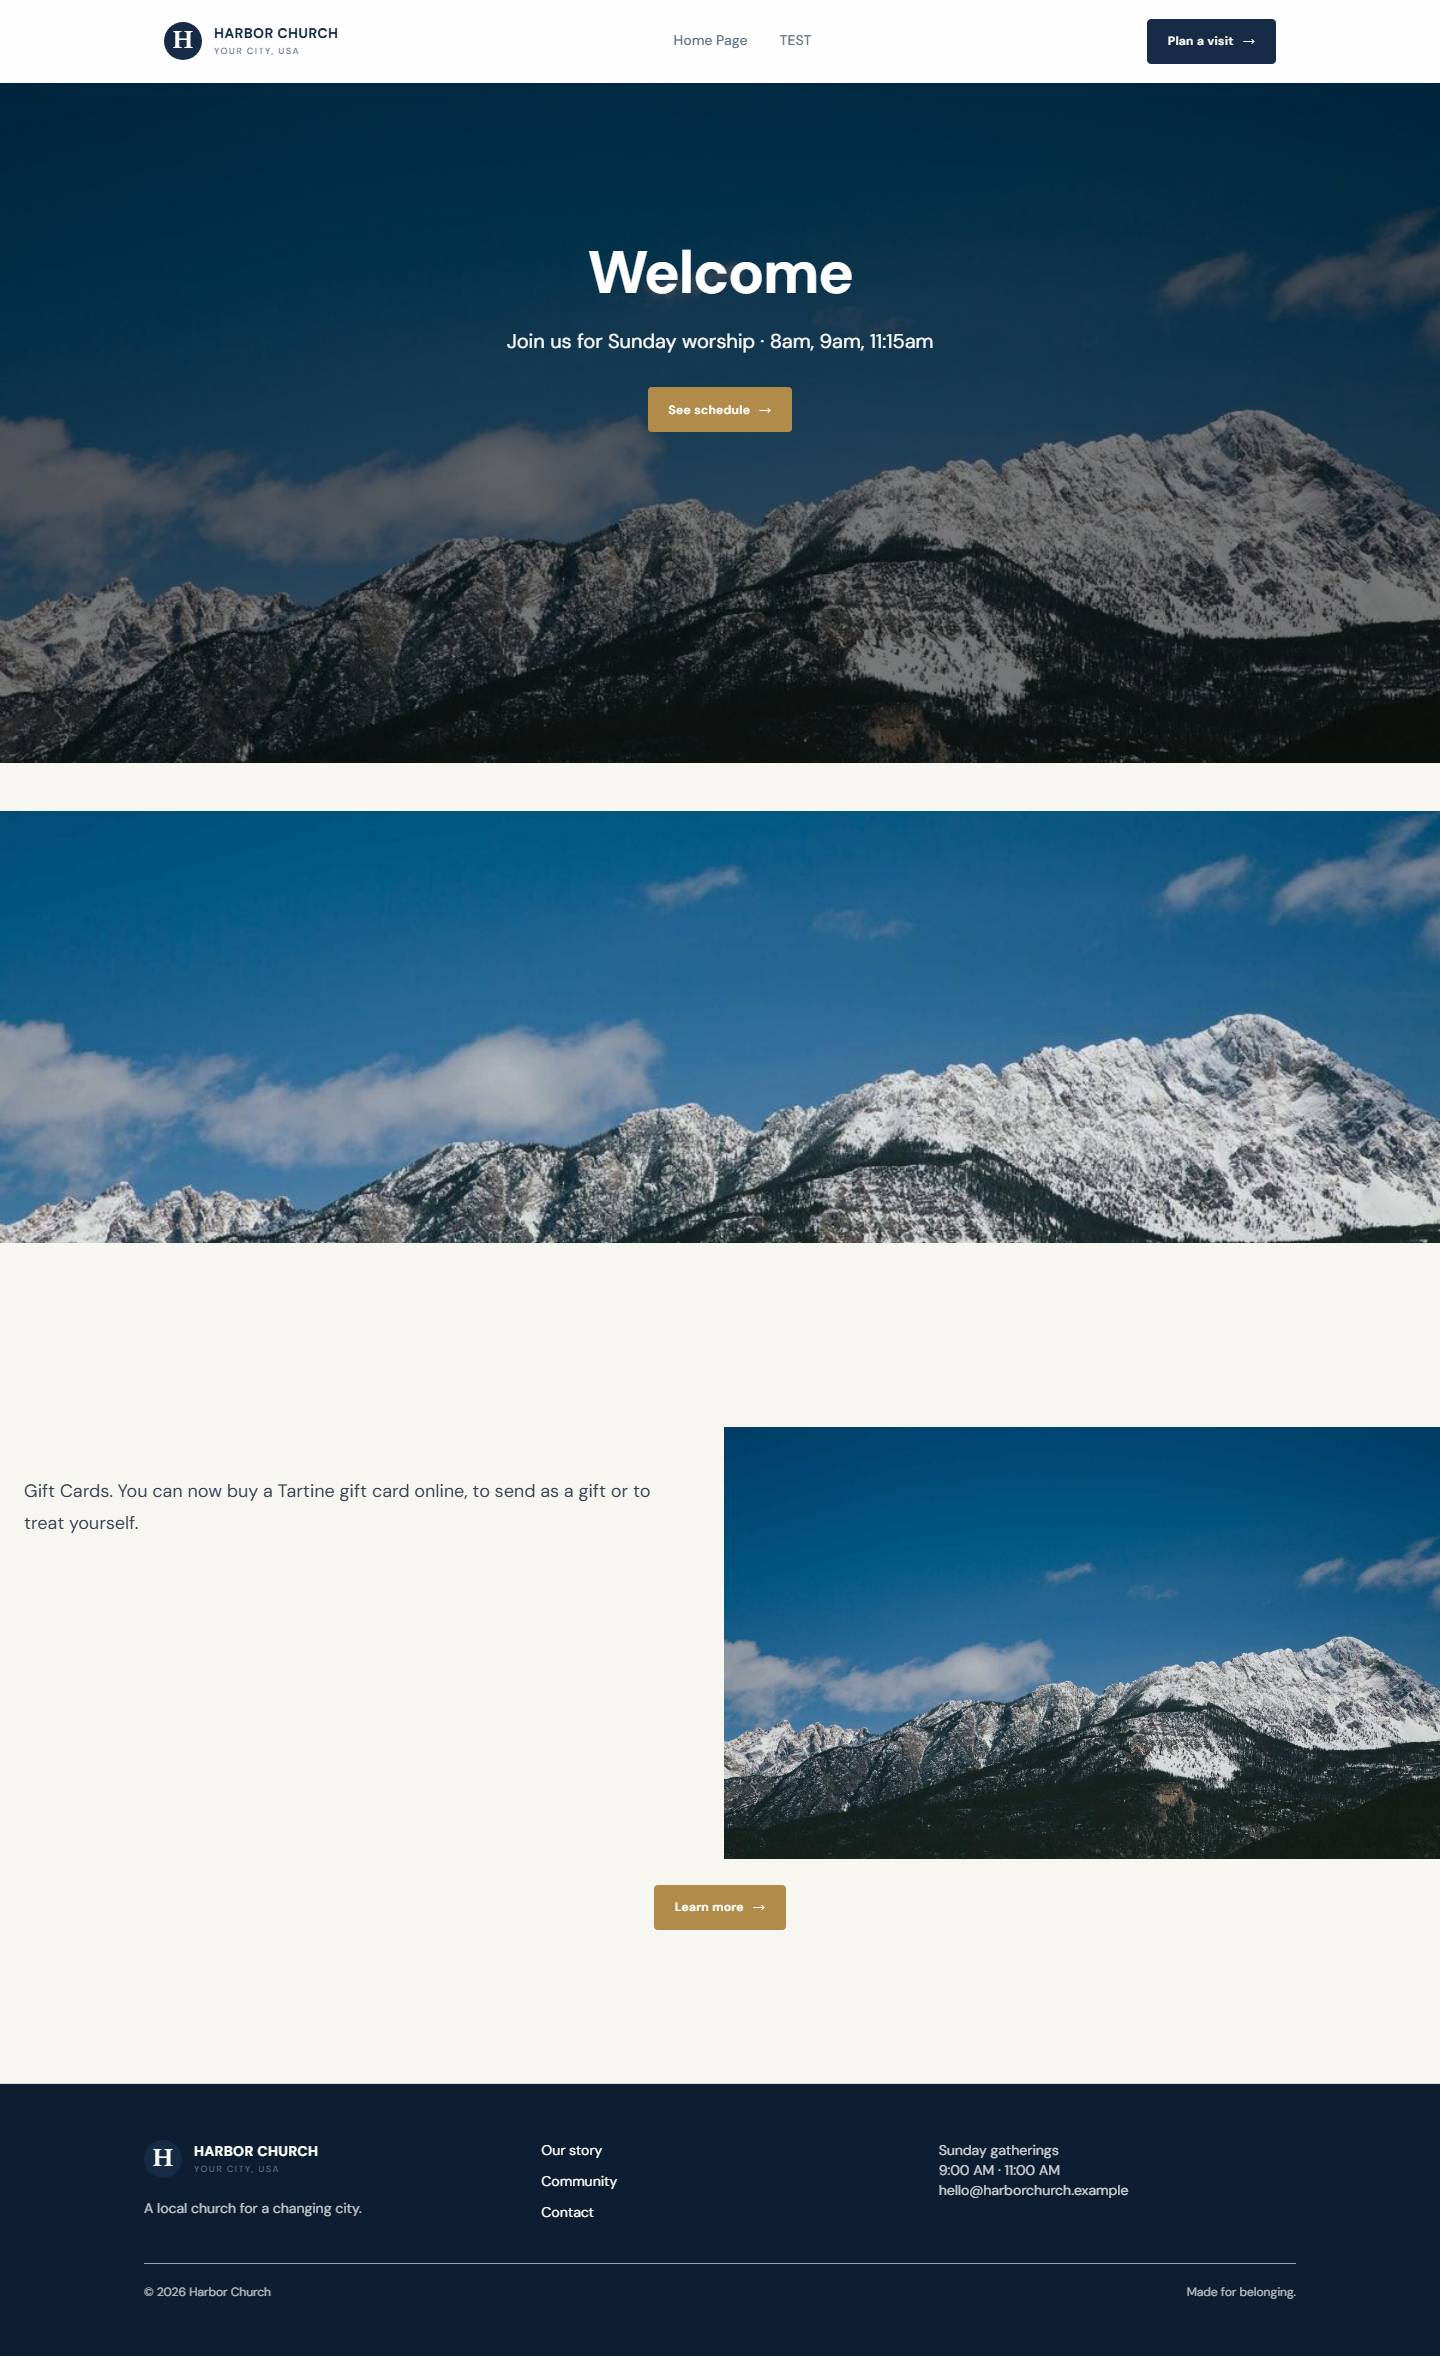 H
HARBOR CHURCH
YOUR CITY, USA
Home Page
TEST
Plan a visit →
Welcome
Join us for Sunday worship · 8am, 9am, 11:15am
See schedule →
Gift Cards. You can now buy a Tartine gift card online, to send as a gift or to
treat yourself.
Learn more →
H
HARBOR CHURCH
YOUR CITY, USA
A local church for a changing city.
Our story
Community
Contact
Sunday gatherings
9:00 AM · 11:00 AM
hello@harborchurch.example
© 2026 Harbor Church
Made for belonging.